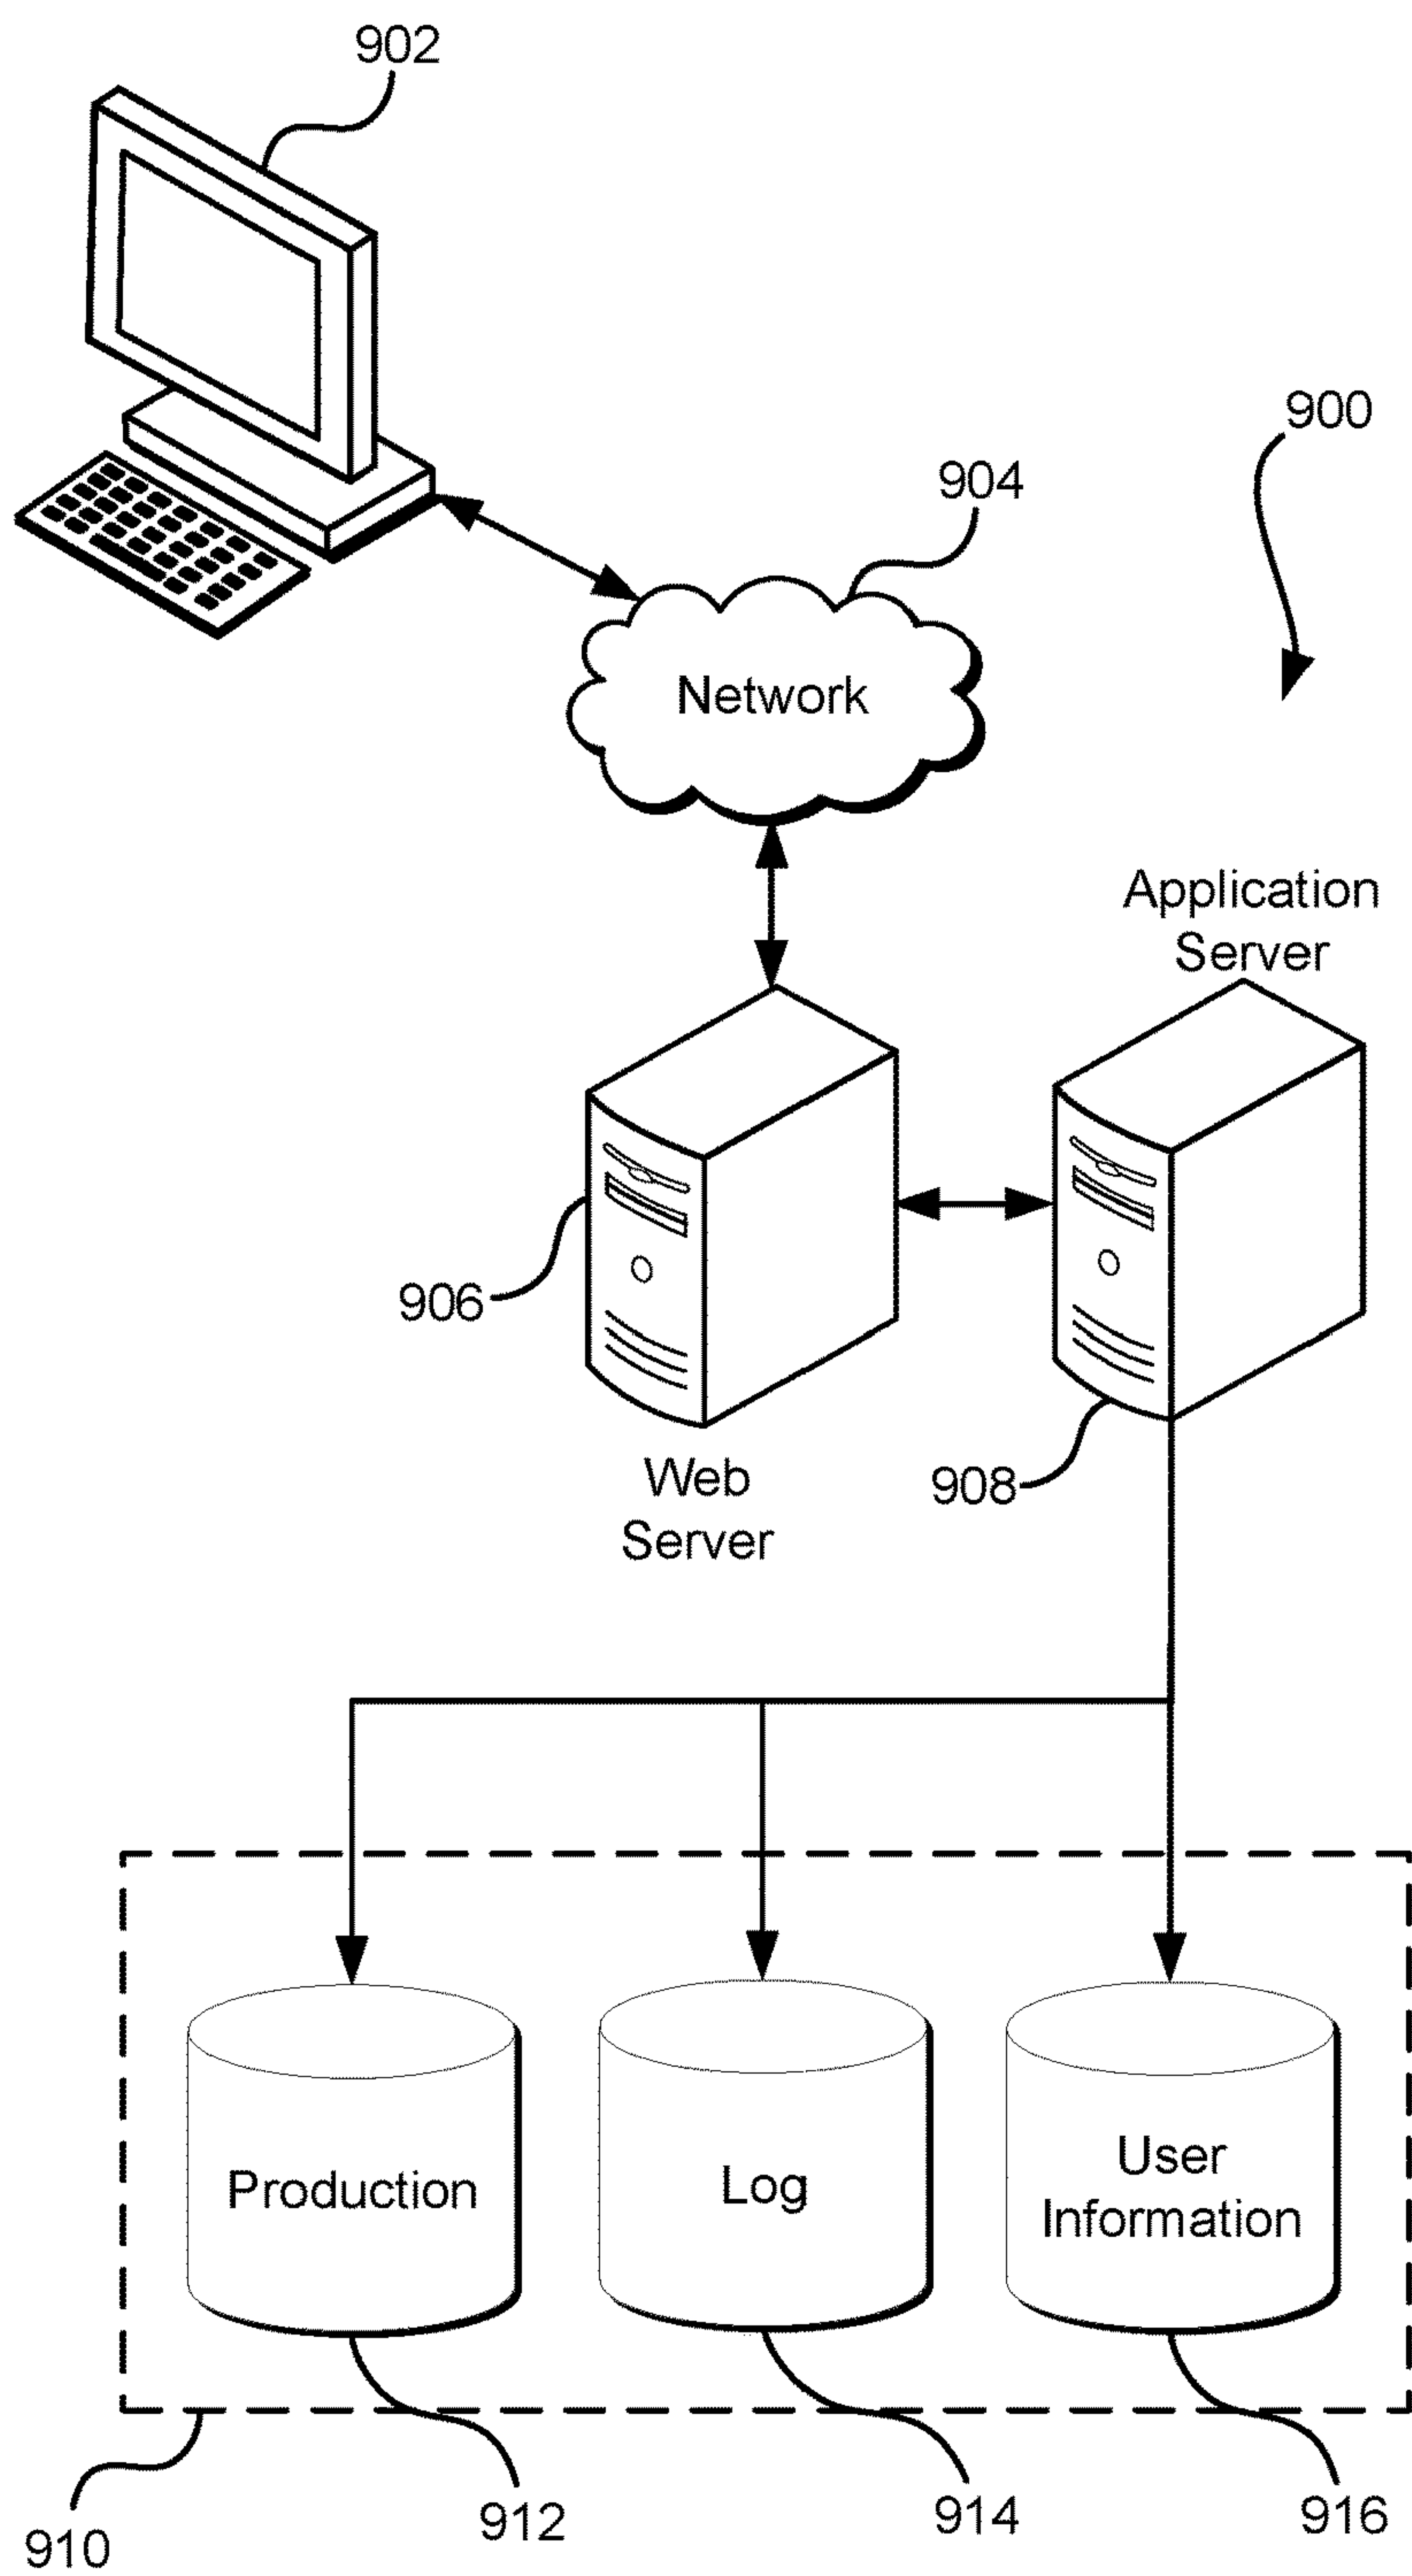 902
900
904
Network
Application
Server
906
908
Web
Server
Production
Log
User
Information
910
912
914
916